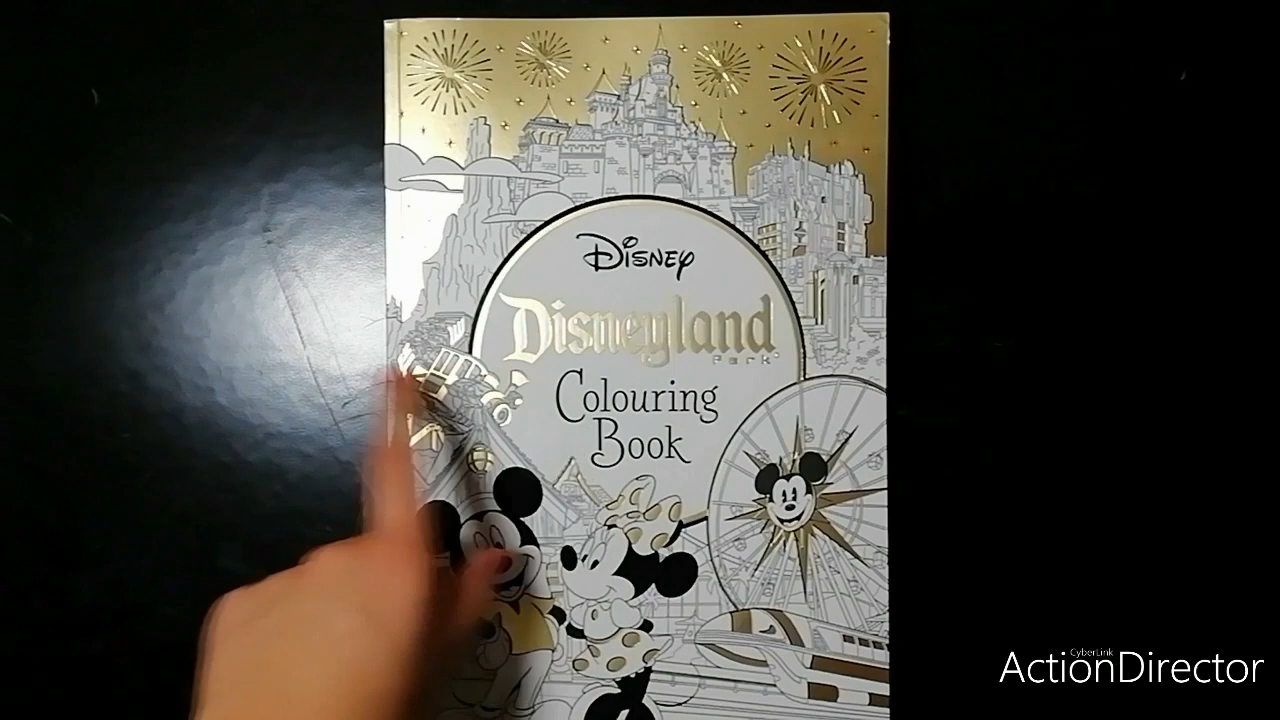 Disney
Disneyland
Park
Colouring
Book
CyberLink
ActionDirector